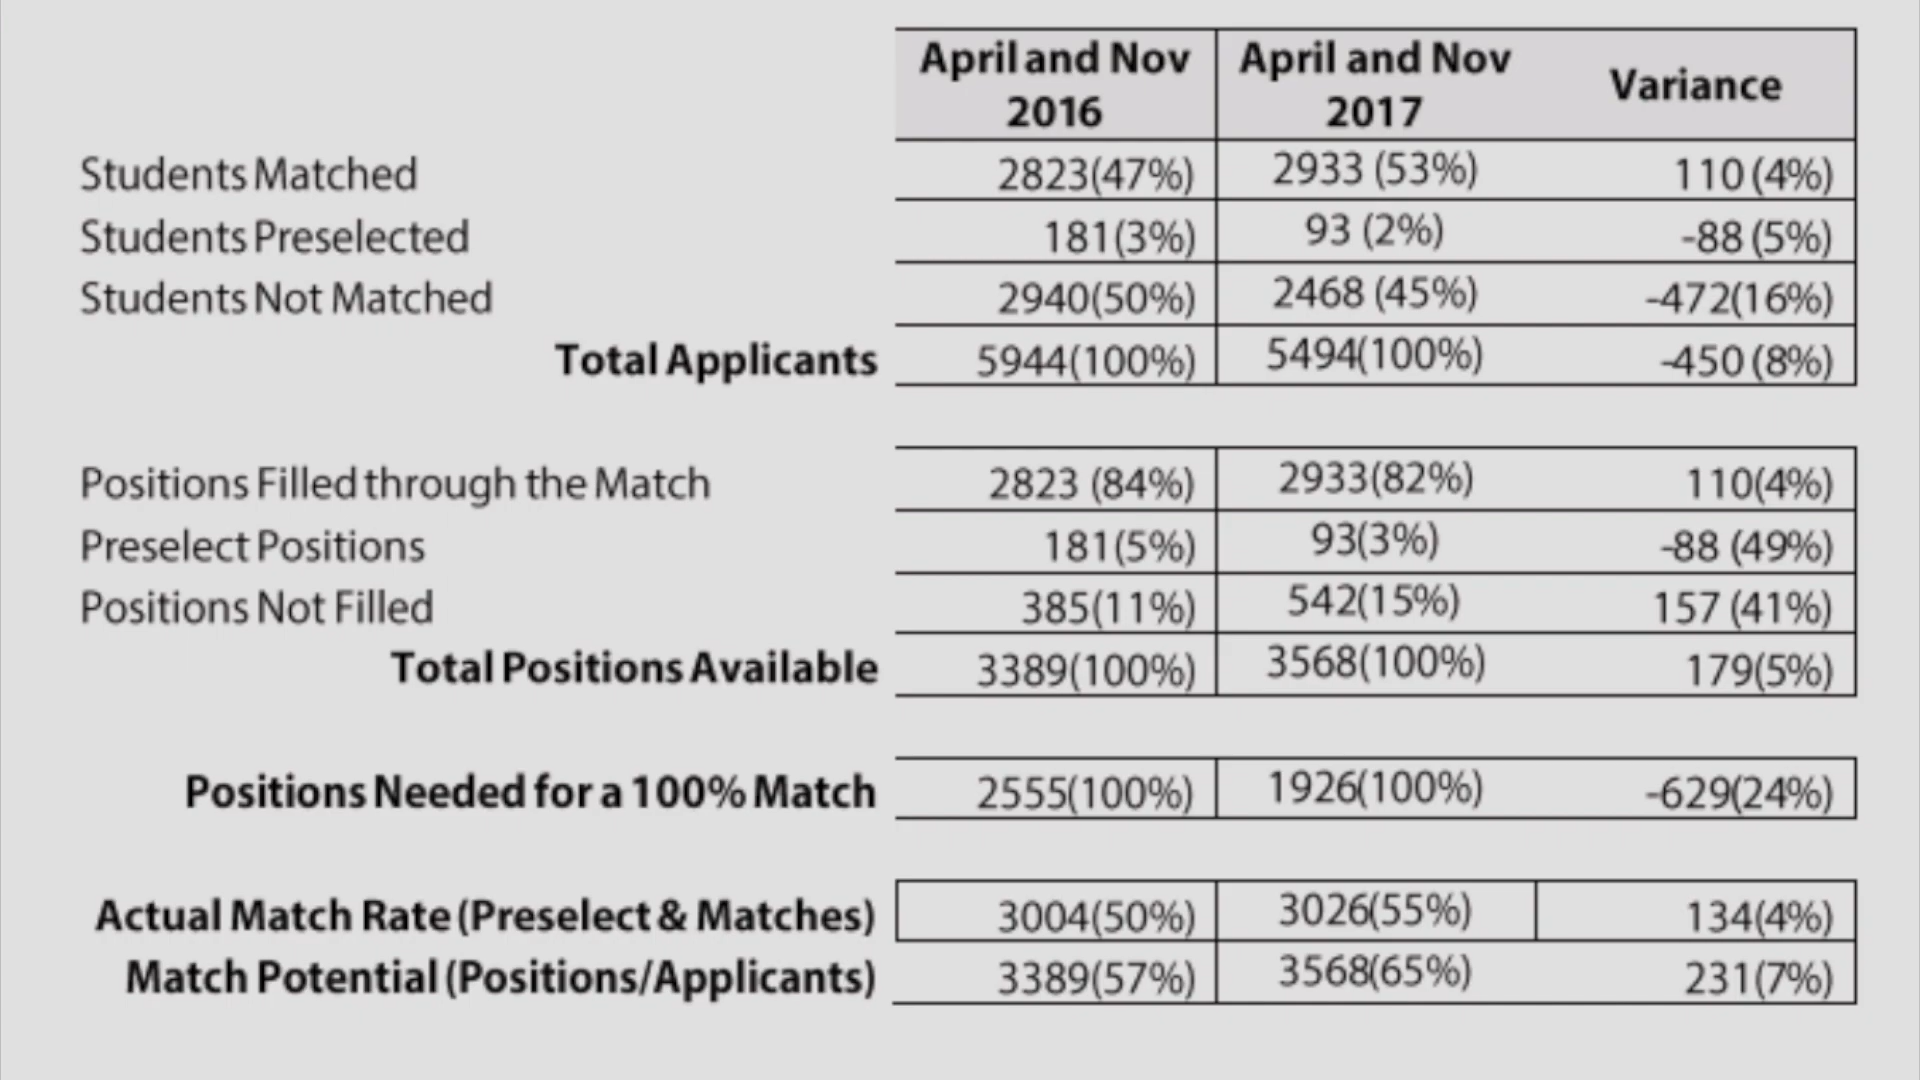 April and Nov 2016 April and Nov 2017 Variance
Students Matched 2823(47%) 2933 (53%) 110 (4%)
Students Preselected 181(3%) 93 (2%) -88 (5%)
Students Not Matched 2940(50%) 2468 (45%) -472(16%)
Total Applicants 5944(100%) 5494(100%) -450 (8%)
Positions Filled through the Match 2823 (84%) 2933(82%) 110(4%)
Preselect Positions 181(5%) 93(3%) -88 (49%)
Positions Not Filled 385(11%) 542(15%) 157 (41%)
Total Positions Available 3389(100%) 3568(100%) 179(5%)
Positions Needed for a 100% Match 2555(100%) 1926(100%) -629(24%)
Actual Match Rate (Preselect & Matches) 3004(50%) 3026(55%) 134(4%)
Match Potential (Positions/Applicants) 3389(57%) 3568(65%) 231(7%)